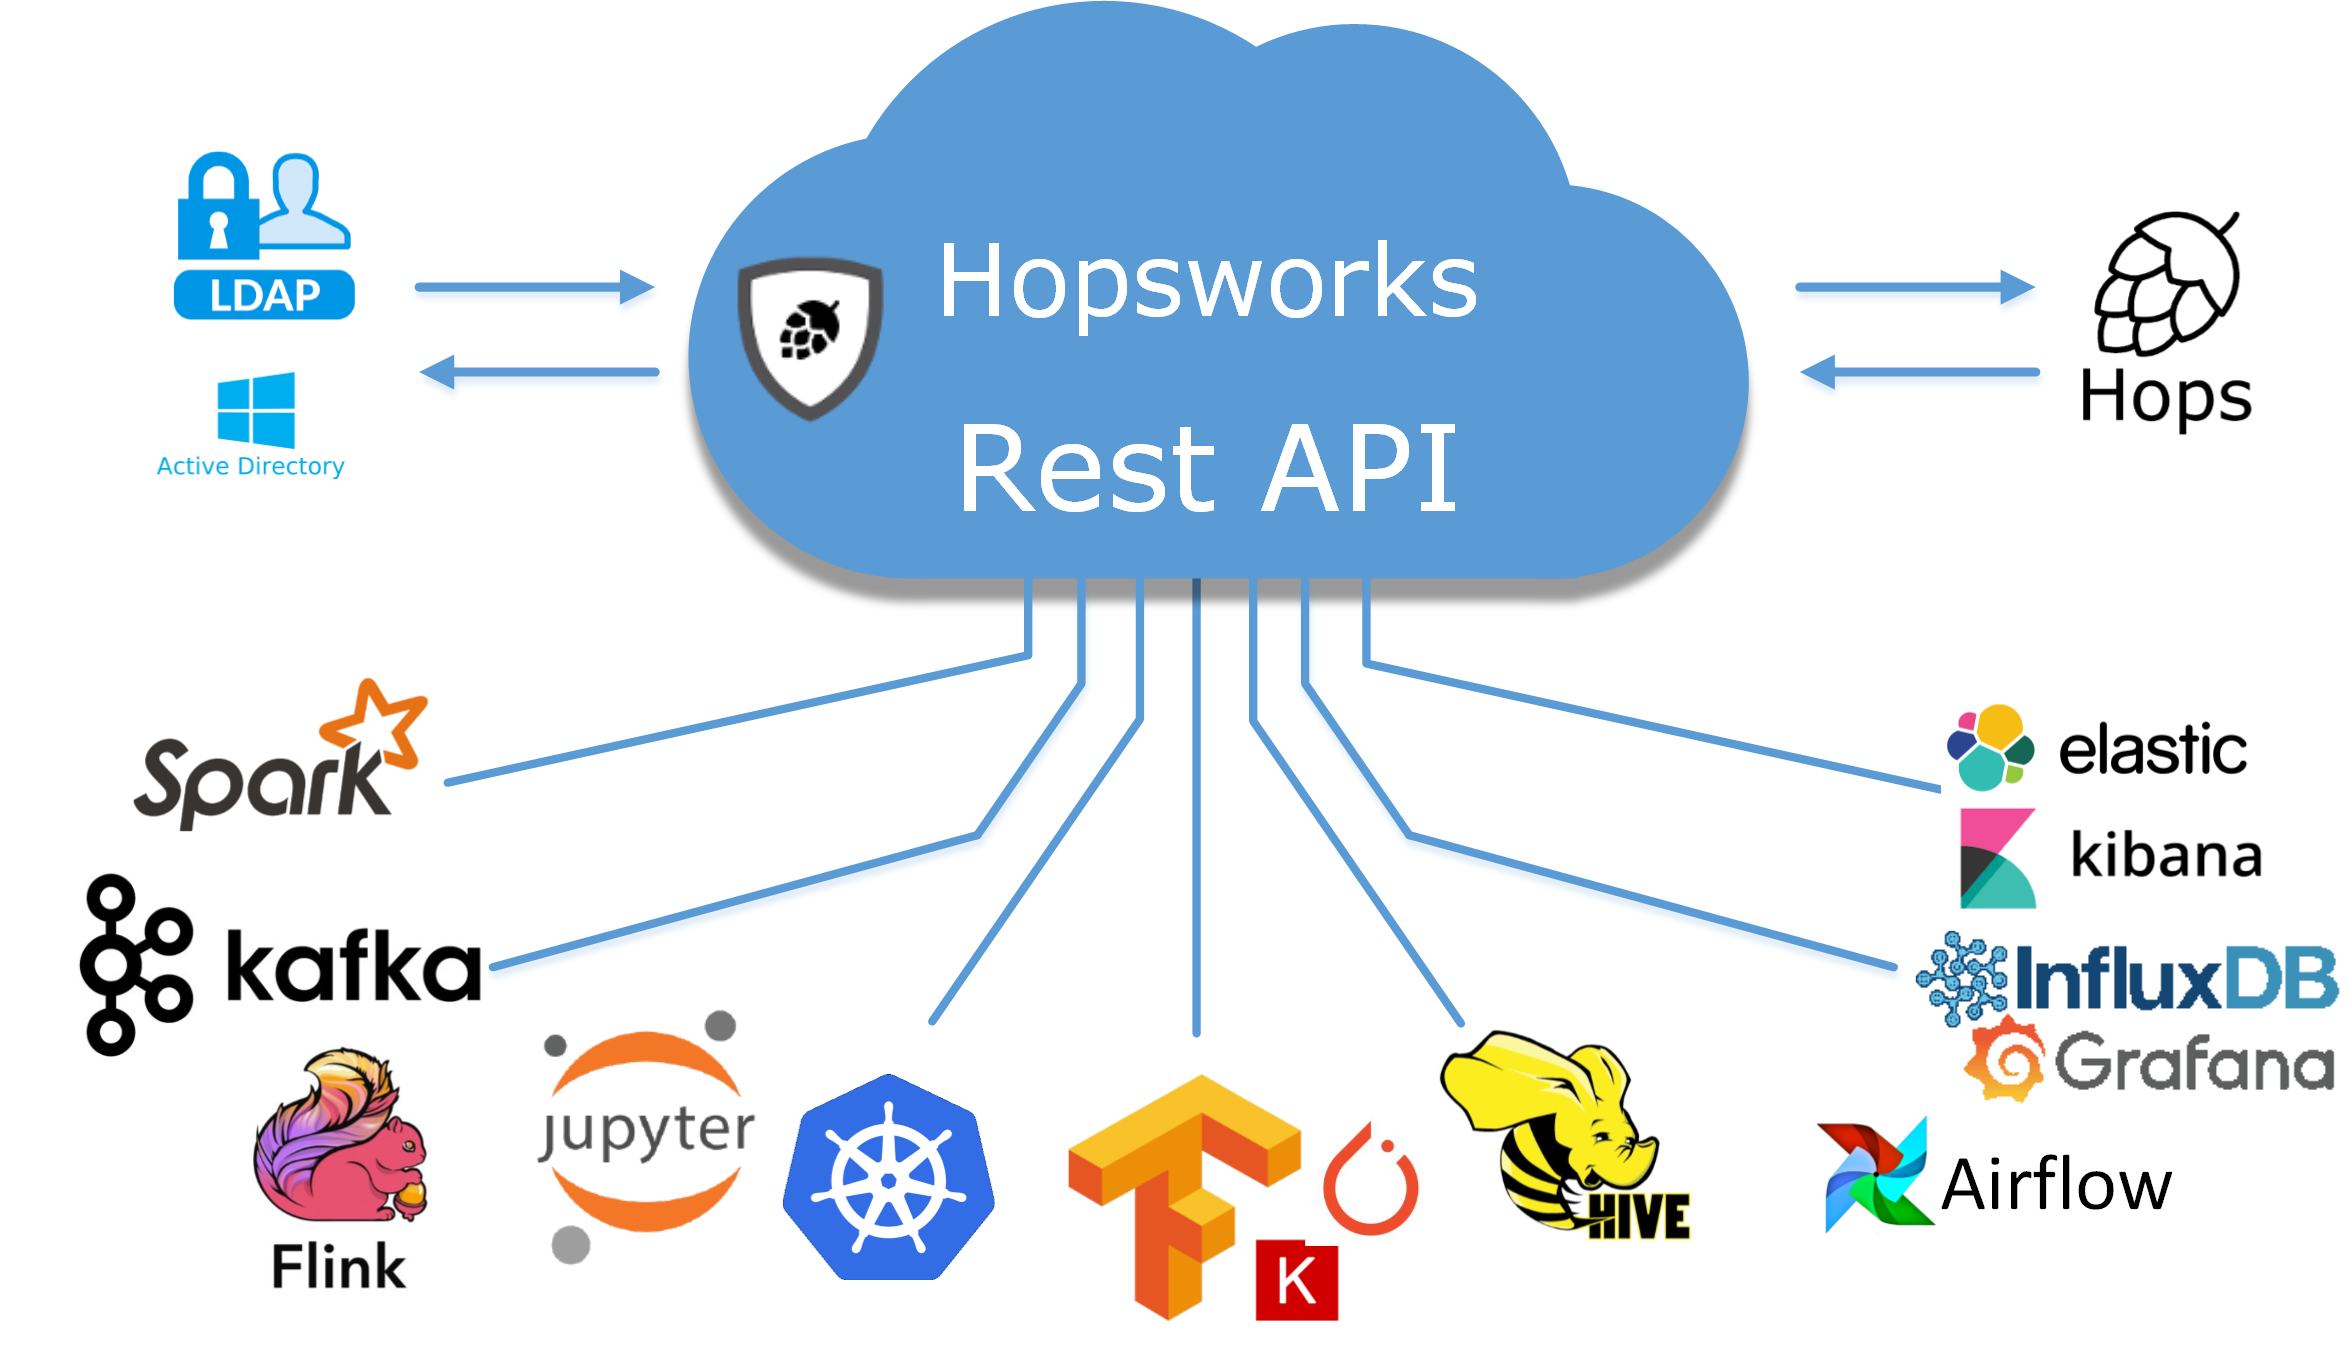 LDAP
Active Directory
Hopsworks
Rest API
Hops
Spark
kafka
Flink
jupyter
K
HIVE
elastic
kibana
InfluxDB
Grafana
Airflow